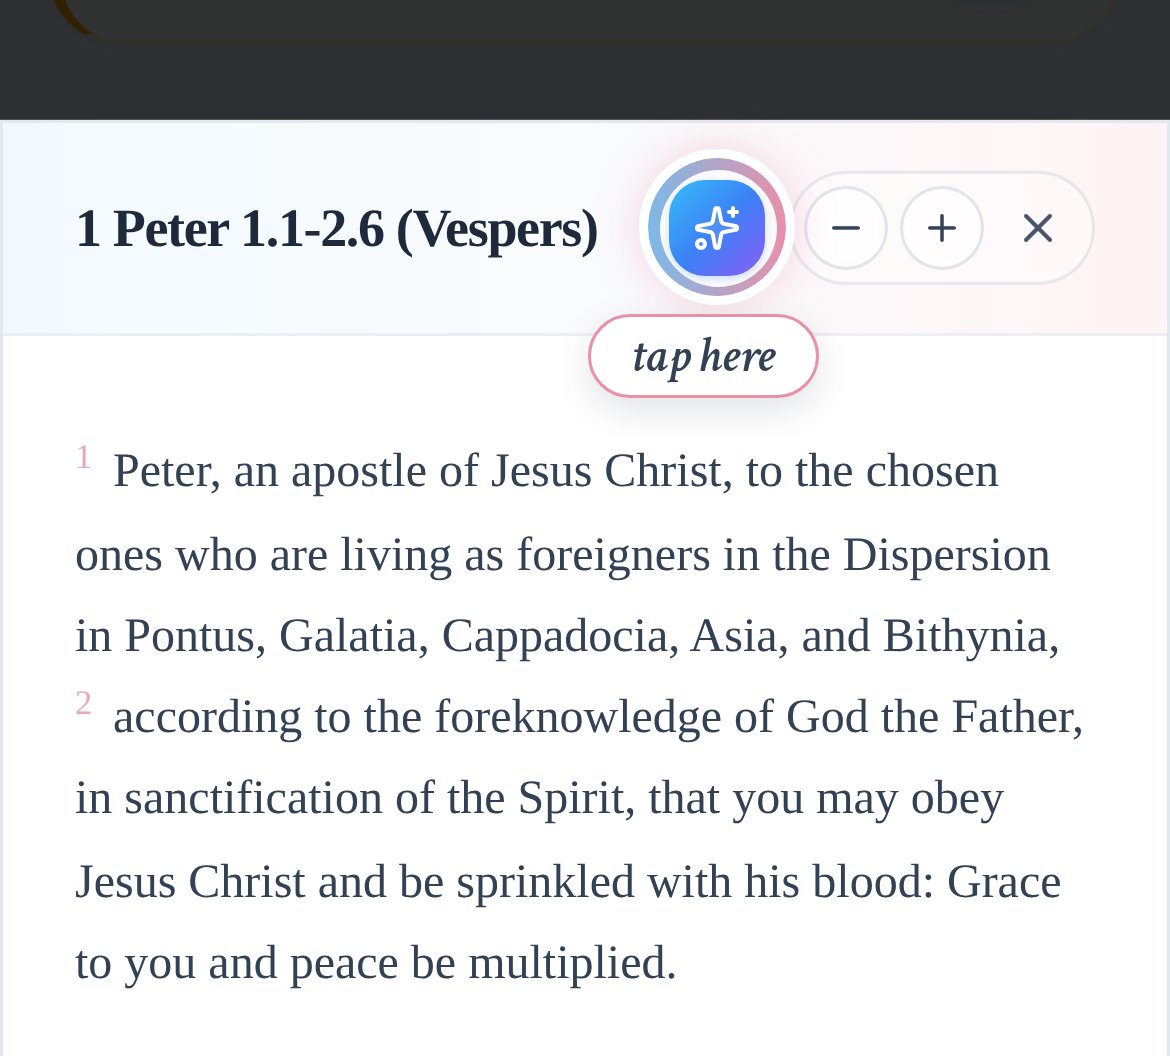 1 Peter 1.1-2.6 (Vespers)
tap here
1 Peter, an apostle of Jesus Christ, to the chosen
ones who are living as foreigners in the Dispersion
in Pontus, Galatia, Cappadocia, Asia, and Bithynia,
2 according to the foreknowledge of God the Father,
in sanctification of the Spirit, that you may obey
Jesus Christ and be sprinkled with his blood: Grace
to you and peace be multiplied.